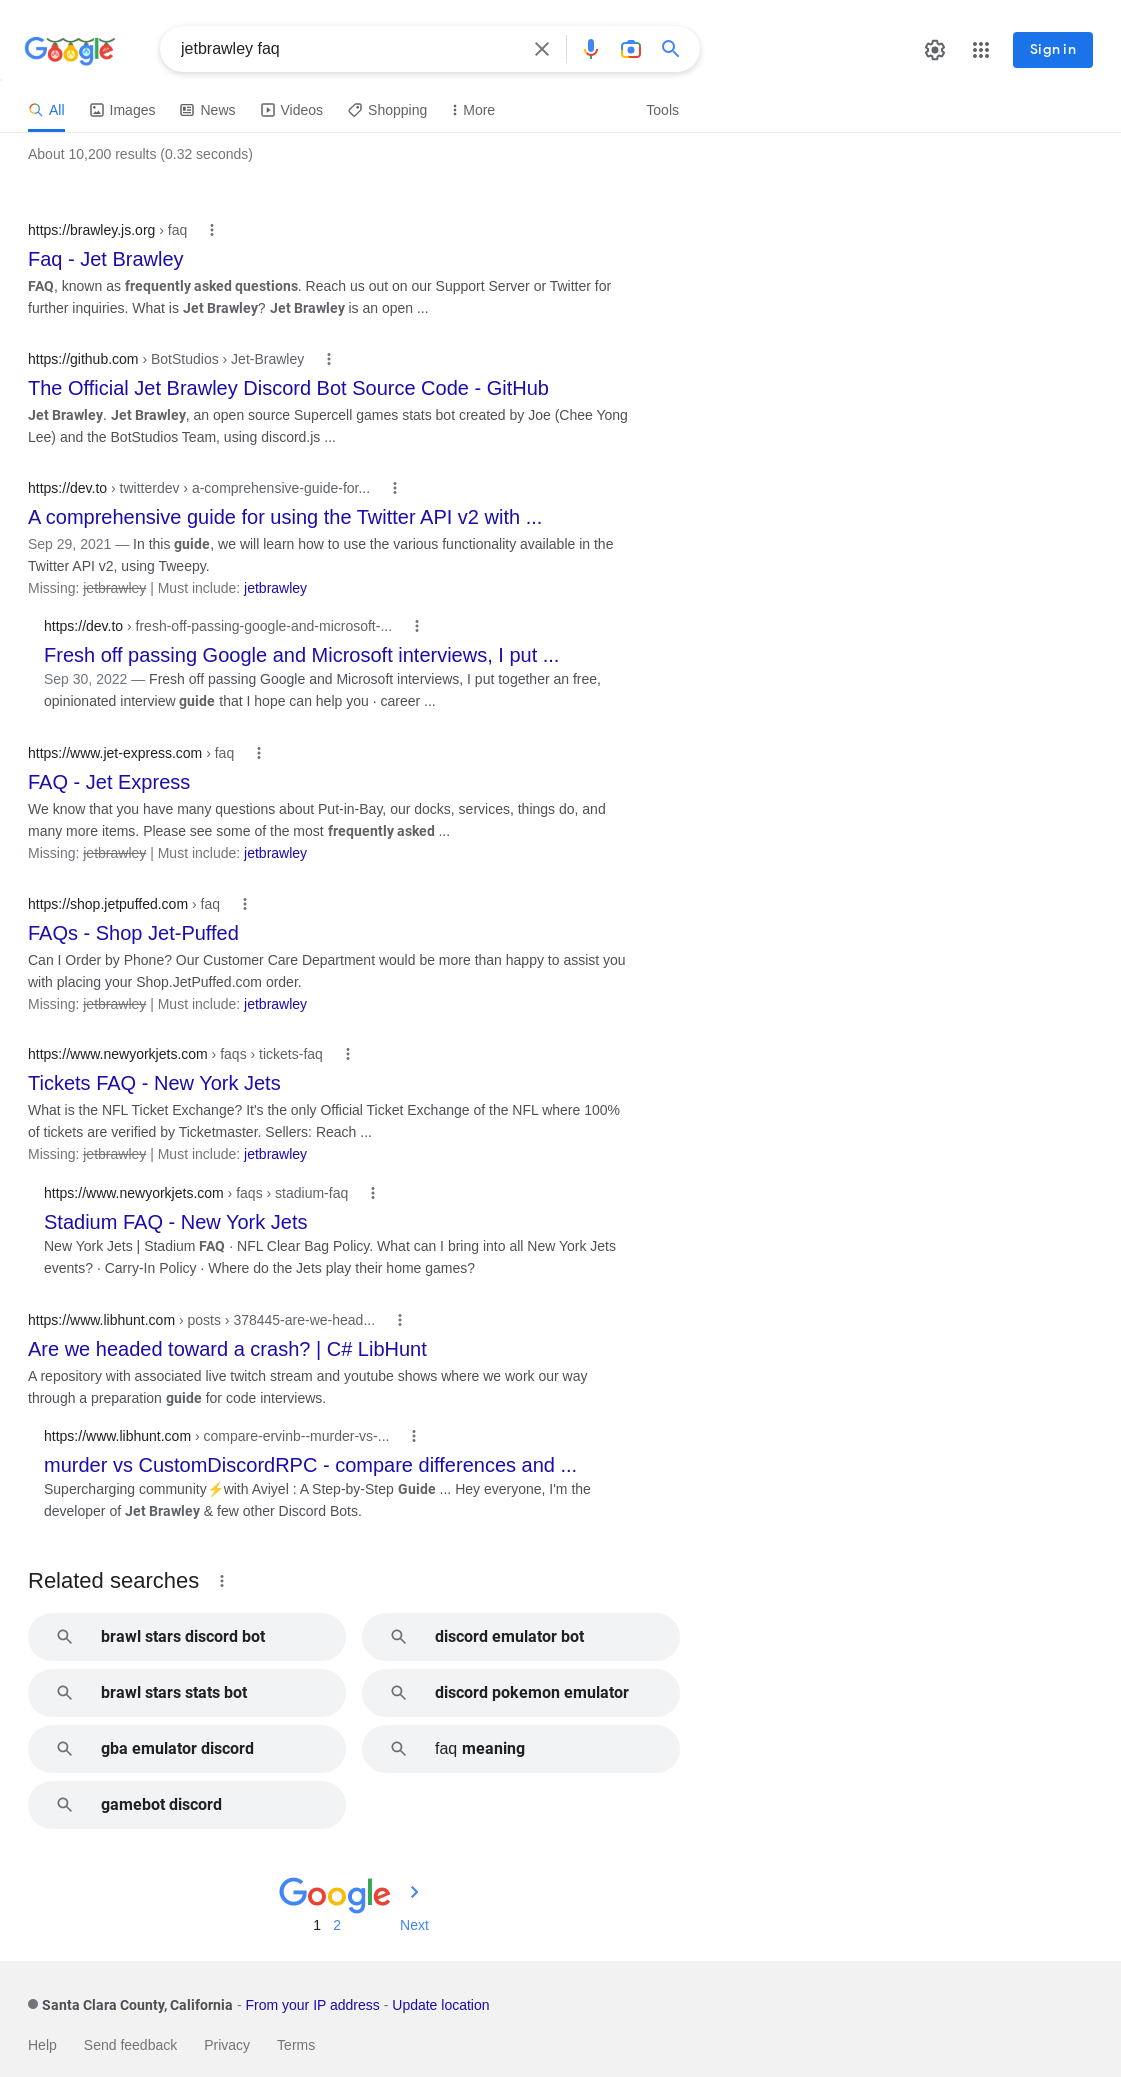 Google
jetbrawley faq
Sign in
All Images News Videos Shopping More Tools
About 10,200 results (0.32 seconds)
https://brawley.js.org › faq
Faq - Jet Brawley
FAQ, known as frequently asked questions. Reach us out on our Support Server or Twitter for
further inquiries. What is Jet Brawley? Jet Brawley is an open ...
https://github.com › BotStudios › Jet-Brawley
The Official Jet Brawley Discord Bot Source Code - GitHub
Jet Brawley. Jet Brawley, an open source Supercell games stats bot created by Joe (Chee Yong
Lee) and the BotStudios Team, using discord.js ...
https://dev.to › twitterdev › a-comprehensive-guide-for...
A comprehensive guide for using the Twitter API v2 with ...
Sep 29, 2021 — In this guide, we will learn how to use the various functionality available in the
Twitter API v2, using Tweepy.
Missing: jetbrawley | Must include: jetbrawley
https://dev.to › fresh-off-passing-google-and-microsoft-...
Fresh off passing Google and Microsoft interviews, I put ...
Sep 30, 2022 — Fresh off passing Google and Microsoft interviews, I put together an free,
opinionated interview guide that I hope can help you · career ...
https://www.jet-express.com › faq
FAQ - Jet Express
We know that you have many questions about Put-in-Bay, our docks, services, things do, and
many more items. Please see some of the most frequently asked ...
Missing: jetbrawley | Must include: jetbrawley
https://shop.jetpuffed.com › faq
FAQs - Shop Jet-Puffed
Can I Order by Phone? Our Customer Care Department would be more than happy to assist you
with placing your Shop.JetPuffed.com order.
Missing: jetbrawley | Must include: jetbrawley
https://www.newyorkjets.com › faqs › tickets-faq
Tickets FAQ - New York Jets
What is the NFL Ticket Exchange? It's the only Official Ticket Exchange of the NFL where 100%
of tickets are verified by Ticketmaster. Sellers: Reach ...
Missing: jetbrawley | Must include: jetbrawley
https://www.newyorkjets.com › faqs › stadium-faq
Stadium FAQ - New York Jets
New York Jets | Stadium FAQ · NFL Clear Bag Policy. What can I bring into all New York Jets
events? · Carry-In Policy · Where do the Jets play their home games?
https://www.libhunt.com › posts › 378445-are-we-head...
Are we headed toward a crash? | C# LibHunt
A repository with associated live twitch stream and youtube shows where we work our way
through a preparation guide for code interviews.
https://www.libhunt.com › compare-ervinb--murder-vs-...
murder vs CustomDiscordRPC - compare differences and ...
Supercharging community⚡with Aviyel : A Step-by-Step Guide ... Hey everyone, I'm the
developer of Jet Brawley & few other Discord Bots.
Related searches
brawl stars discord bot
discord emulator bot
brawl stars stats bot
discord pokemon emulator
gba emulator discord
faq meaning
gamebot discord
Google
1 2 Next
Santa Clara County, California - From your IP address - Update location
Help Send feedback Privacy Terms